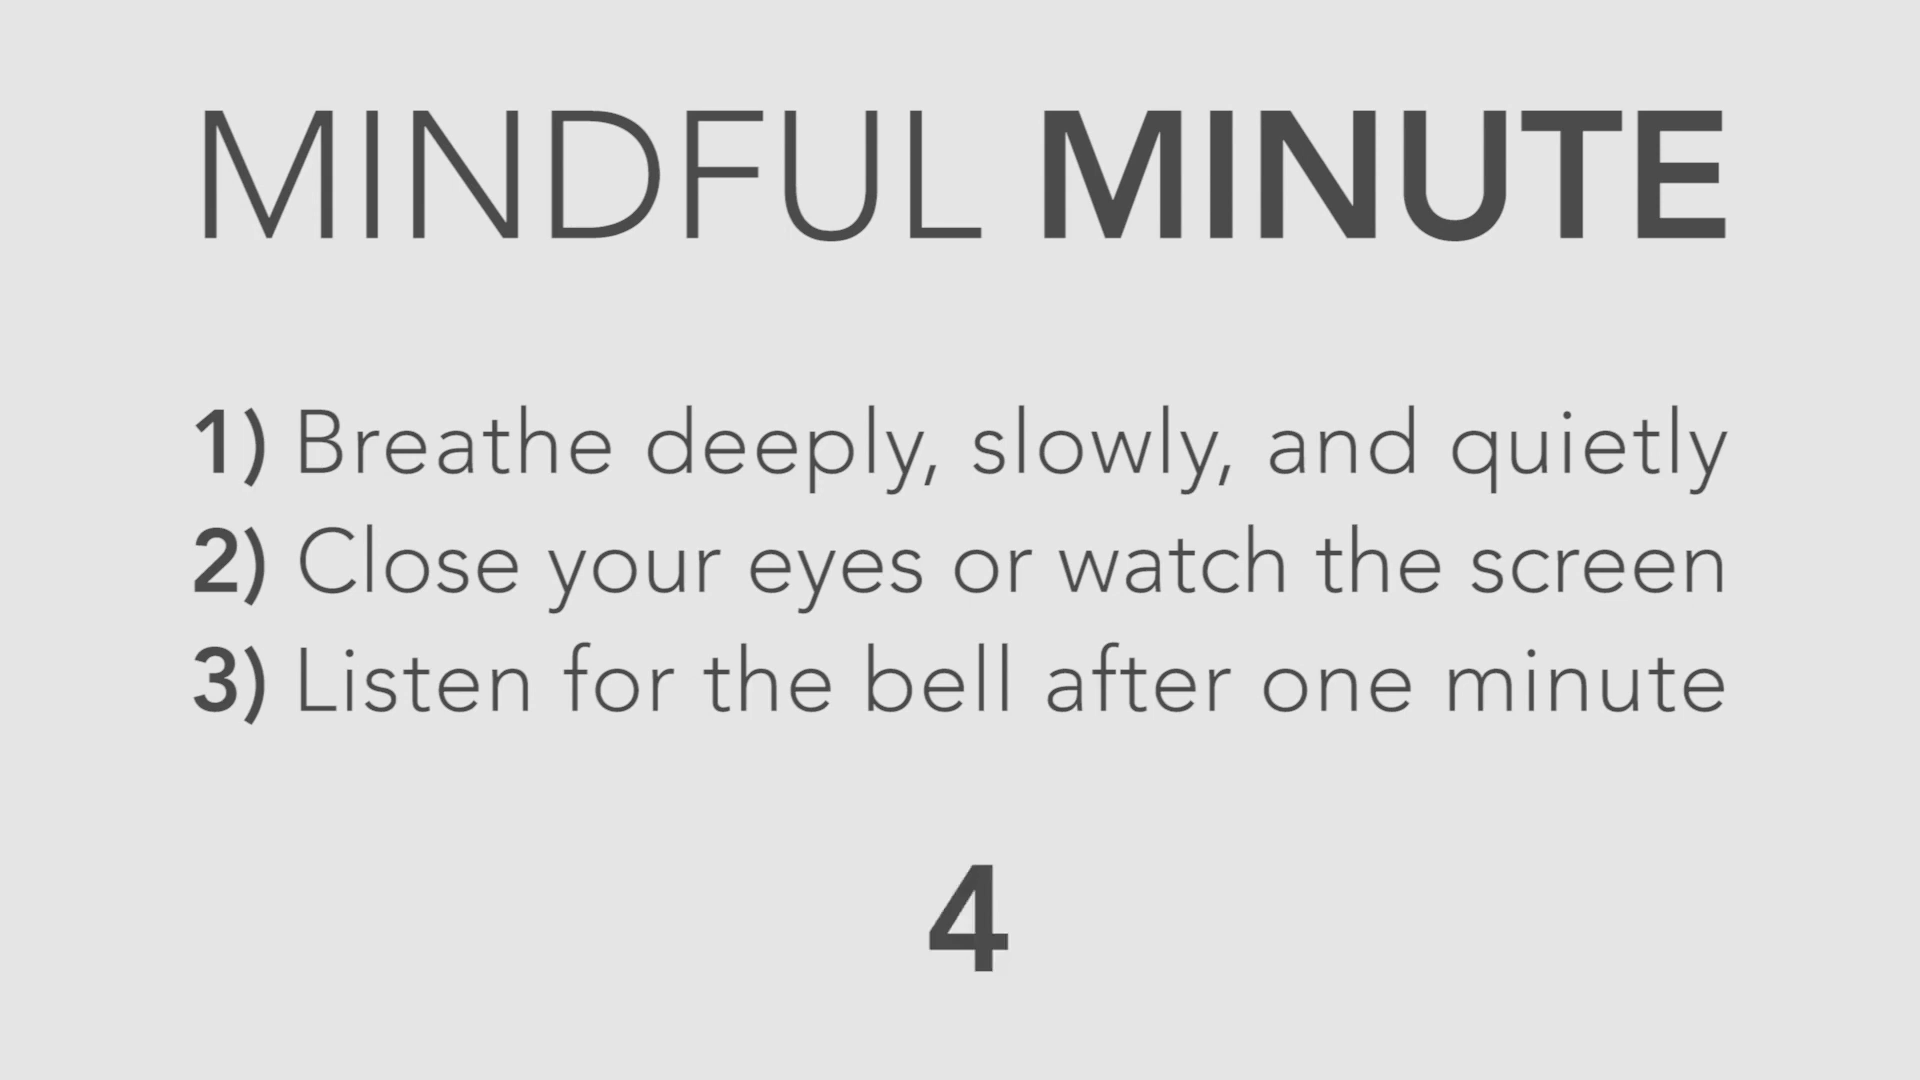 MINDFUL MINUTE
1) Breathe deeply, slowly, and quietly
2) Close your eyes or watch the screen
3) Listen for the bell after one minute
4